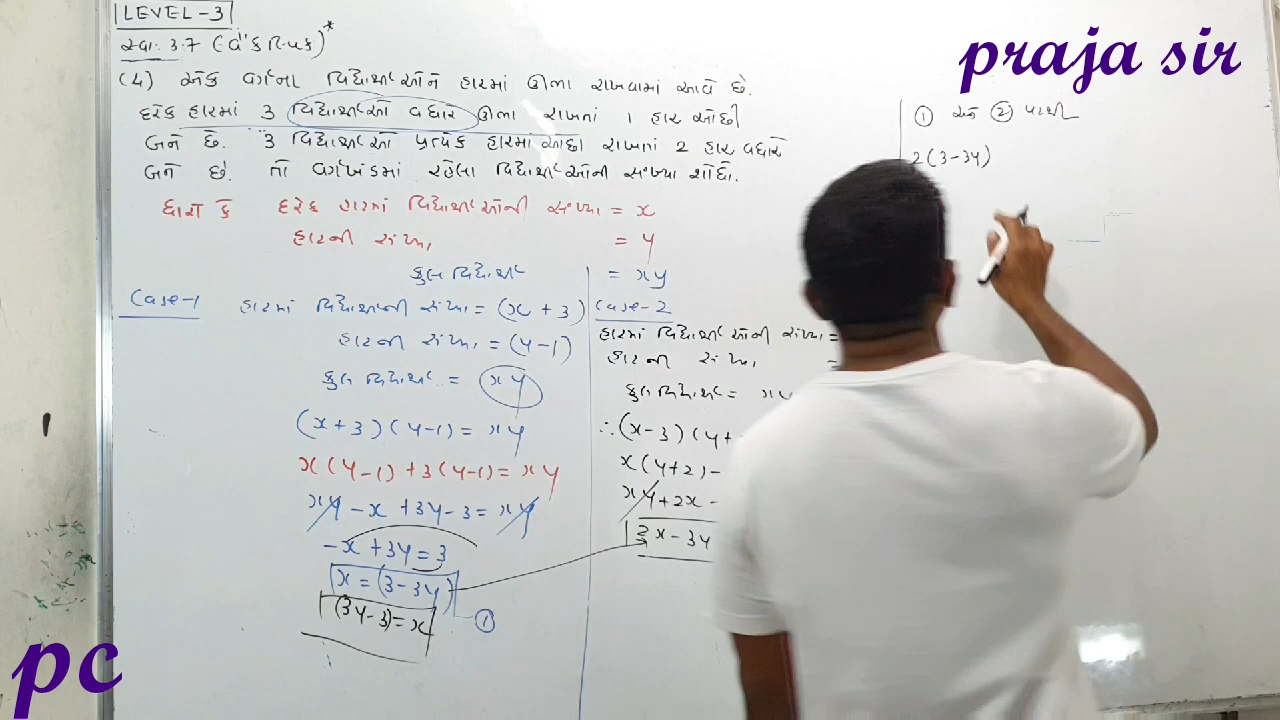 LEVEL-3
સ્વા. 3.7 (વૈકલ્પિક)*
praja sir
(4) એક વર્ગના વિદ્યાર્થીઓને હારમાં ઊભા રાખવામાં આવે છે.
દરેક હારમાં 3 વિદ્યાર્થીઓ વધારે ઊભા રાખતાં 1 હાર ઓછી
બને છે. 3 વિદ્યાર્થીઓ પ્રત્યેક હારમાં ઓછા રાખતાં 2 હાર વધારે
બને છે. તો વર્ગખંડમાં રહેલા વિદ્યાર્થીઓની સંખ્યા શોધો.
ધારો કે દરેક હારમાં વિદ્યાર્થીઓની સંખ્યા = x
હારની સંખ્યા = y
કુલ વિદ્યાર્થી = xy
Case-1 હારમાં વિદ્યાર્થીની સંખ્યા = (x + 3)
હારની સંખ્યા = (y-1)
કુલ વિદ્યાર્થી = xy
(x+3)(y-1) = xy
x(y-1) + 3(y-1) = xy
xy - x + 3y - 3 = xy
-x + 3y = 3
x = (3-3y)
(3y-3) = x
①
Case-2
હારમાં વિદ્યાર્થીઓની સંખ્યા =
હારની સંખ્યા =
કુલ વિદ્યાર્થી = xy
∴ (x-3)(y+
x(y+2) -
xy + 2x -
x - 3y
① અને ② પરથી
2(3-3y)
pc